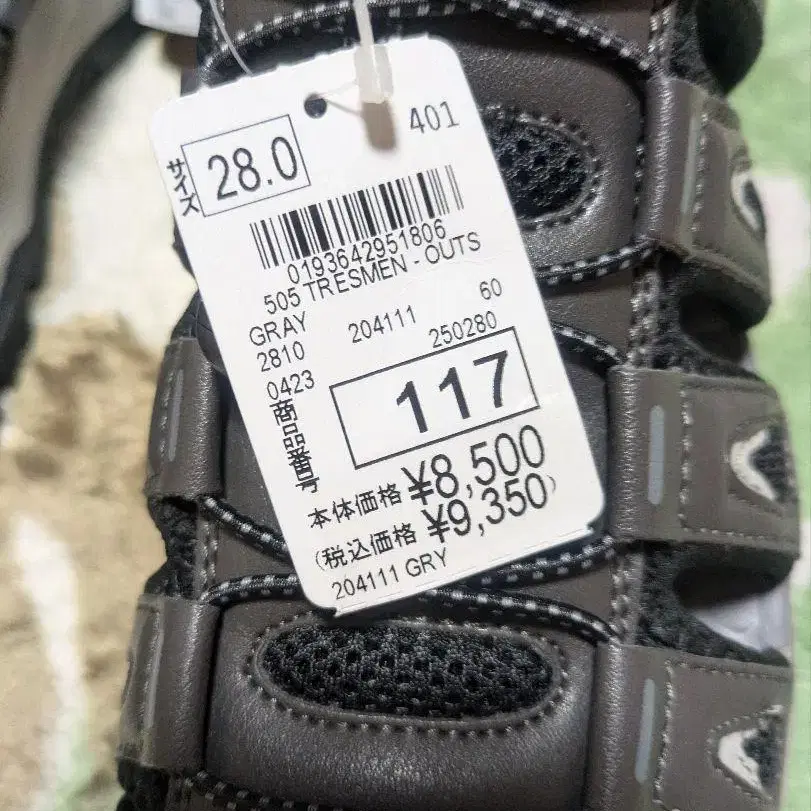 401
サイズ 28.0
0193642951806
505 TRESMEN - OUTS
GRAY 204111 60
2810 250280
0423
商品番号 117
本体価格 ¥8,500
(税込価格 ¥9,350)
204111 GRY